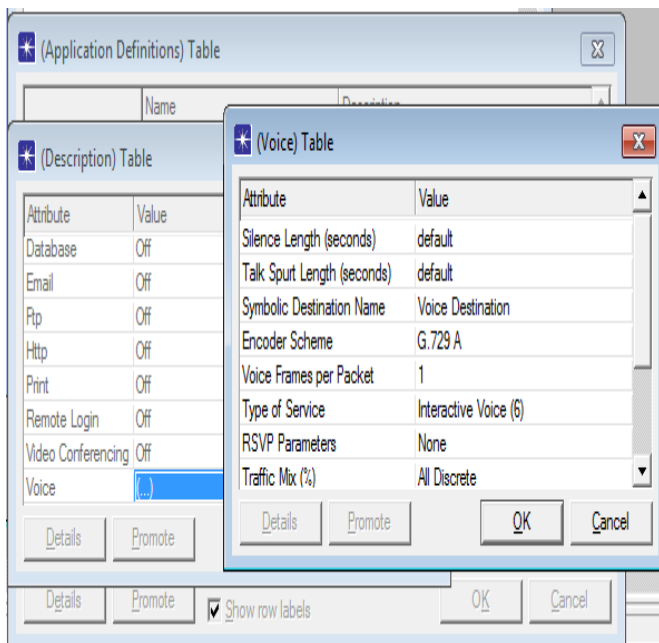 (Application Definitions) Table
Name Description
(Description) Table
Attribute Value
Database Off
Email Off
Ftp Off
Http Off
Print Off
Remote Login Off
Video Conferencing Off
Voice (...)
Details Promote
(Voice) Table
Attribute Value
Silence Length (seconds) default
Talk Spurt Length (seconds) default
Symbolic Destination Name Voice Destination
Encoder Scheme G.729 A
Voice Frames per Packet 1
Type of Service Interactive Voice (6)
RSVP Parameters None
Traffic Mix (%) All Discrete
Details Promote OK Cancel
Details Promote Show row labels OK Cancel